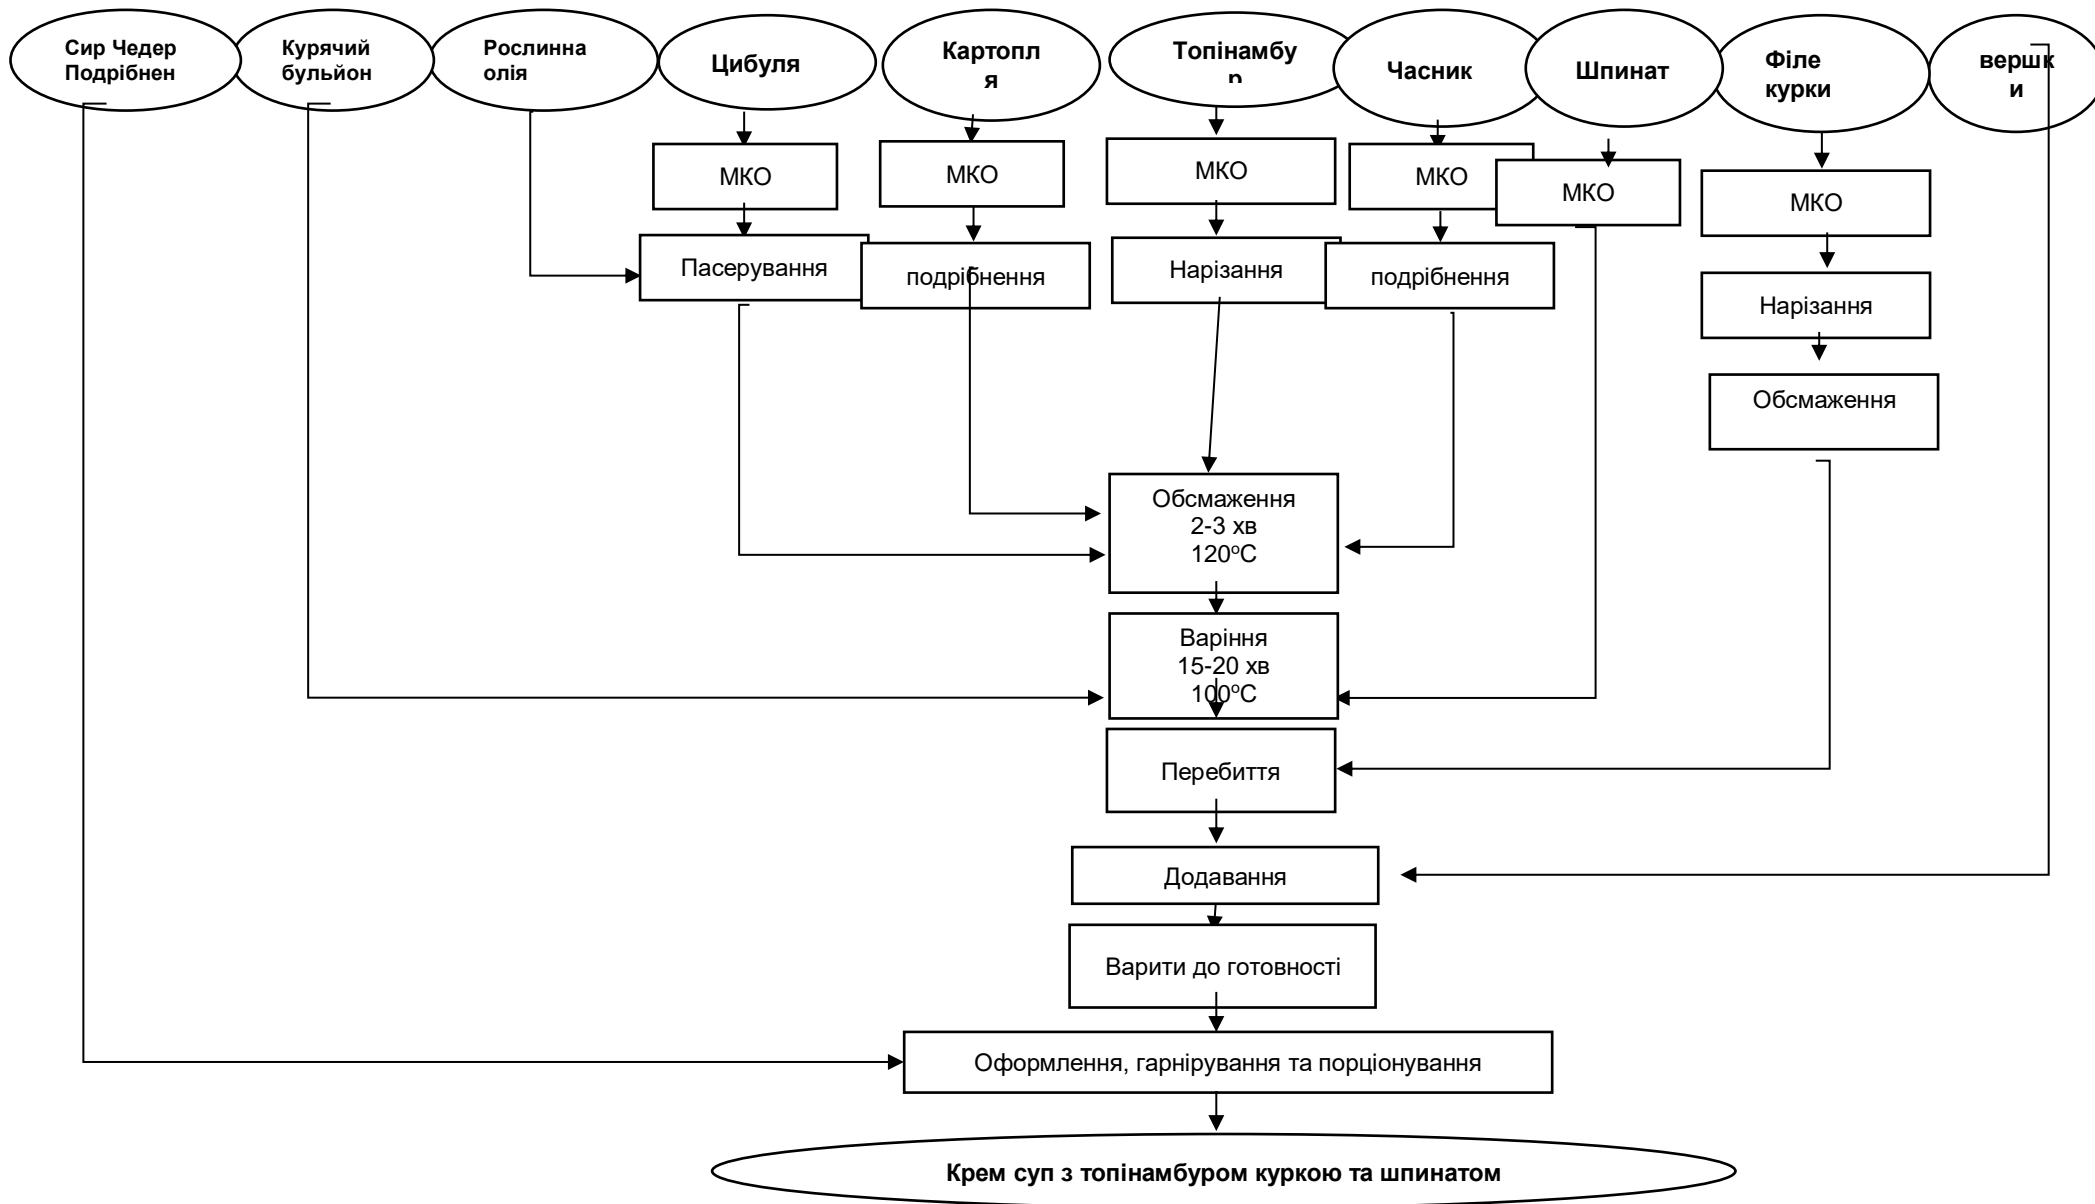 Сир Чедер
Подрібнен
Курячий
бульйон
Рослинна
олія
Цибуля
Картопл
я
Топінамбу
р
Часник
Шпинат
Філе
курки
вершк
и
МКО
МКО
МКО
МКО
МКО
МКО
Пасерування
подрібнення
Нарізання
подрібнення
Нарізання
Обсмаження
Обсмаження
2-3 хв
120ºС
Варіння
15-20 хв
100ºС
Перебиття
Додавання
Варити до готовності
Оформлення, гарнірування та порціонування
Крем суп з топінамбуром куркою та шпинатом